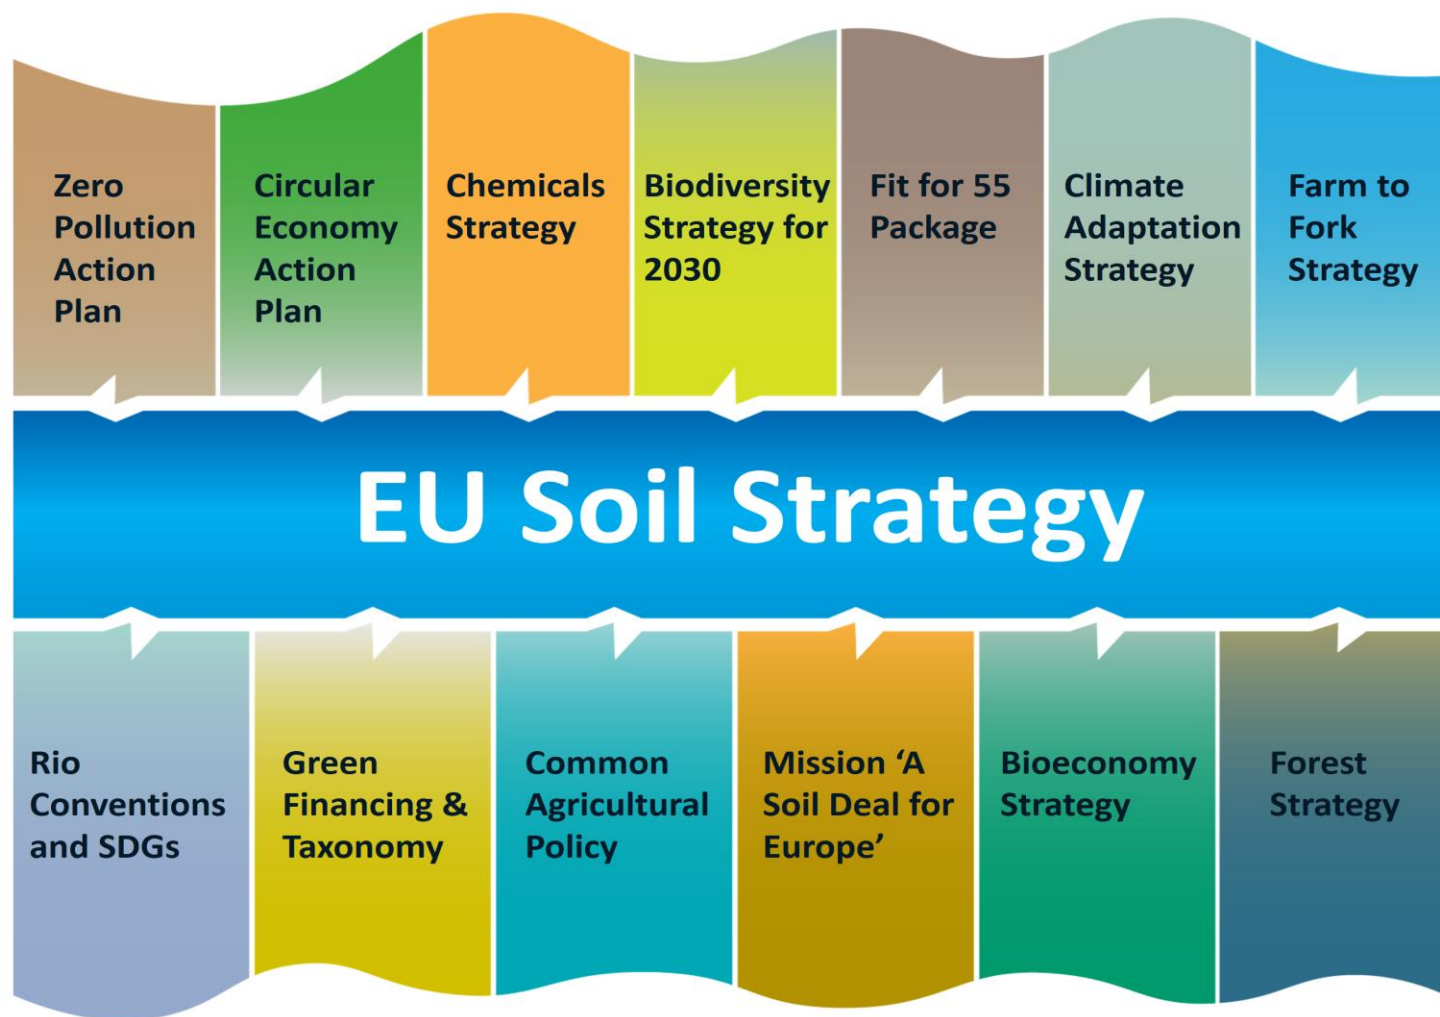 Zero
Pollution
Action
Plan
Circular
Economy
Action
Plan
Chemicals
Strategy
Biodiversity
Strategy for
2030
Fit for 55
Package
Climate
Adaptation
Strategy
Farm to
Fork
Strategy
EU Soil Strategy
Rio
Conventions
and SDGs
Green
Financing &
Taxonomy
Common
Agricultural
Policy
Mission ‘A
Soil Deal for
Europe’
Bioeconomy
Strategy
Forest
Strategy